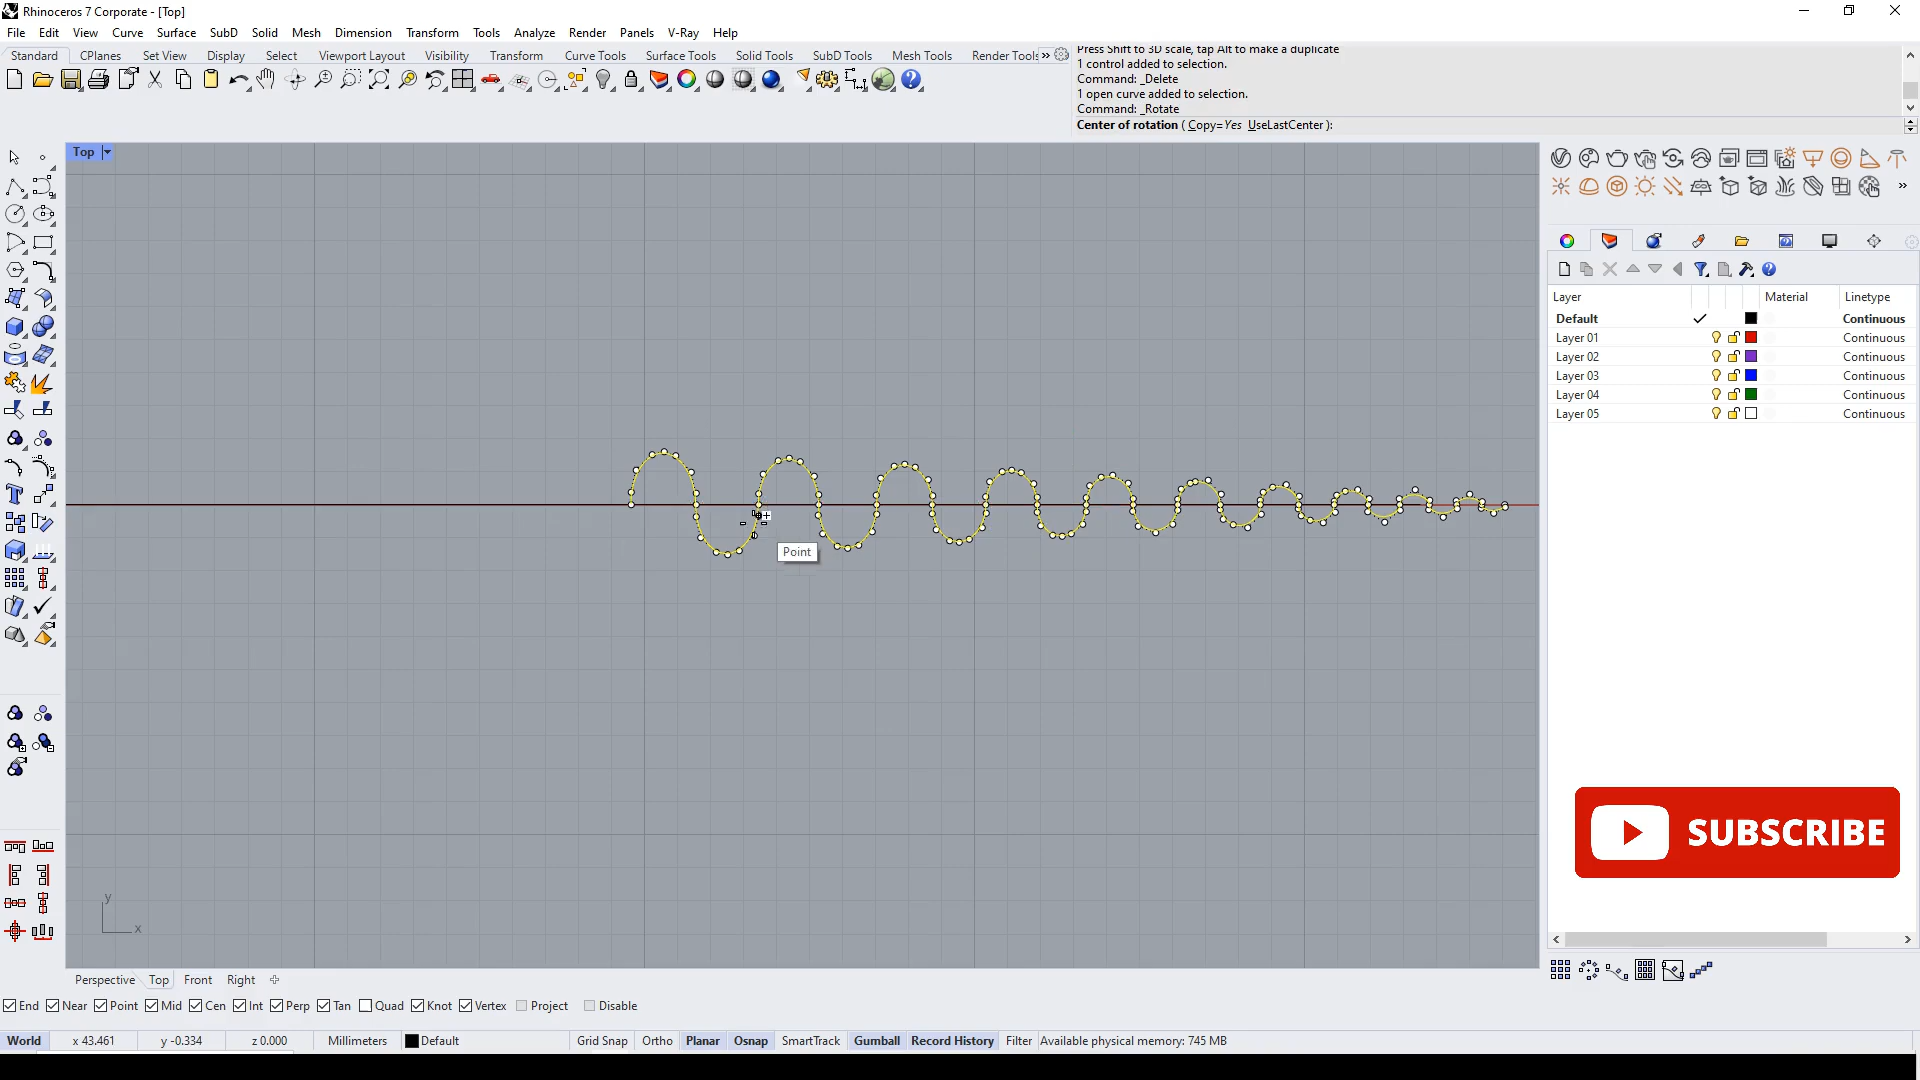 Rhinoceros 7 Corporate - [Top]
File Edit View Curve Surface SubD Solid Mesh Dimension Transform Tools Analyze Render Panels V-Ray Help
Standard CPlanes Set View Display Select Viewport Layout Visibility Transform Curve Tools Surface Tools Solid Tools SubD Tools Mesh Tools Render Tools »
Press Shift to 3D scale, tap Alt to make a duplicate
1 control added to selection.
Command: _Delete
1 open curve added to selection.
Command: _Rotate
Center of rotation ( Copy=Yes UseLastCenter ):
Top
Layer Material Linetype
Default Continuous
Layer 01 Continuous
Layer 02 Continuous
Layer 03 Continuous
Layer 04 Continuous
Layer 05 Continuous
Point
SUBSCRIBE
y
x
Perspective Top Front Right
End Near Point Mid Cen Int Perp Tan Quad Knot Vertex Project Disable
World x 43.461 y -0.334 z 0.000 Millimeters Default Grid Snap Ortho Planar Osnap SmartTrack Gumball Record History Filter Available physical memory: 745 MB